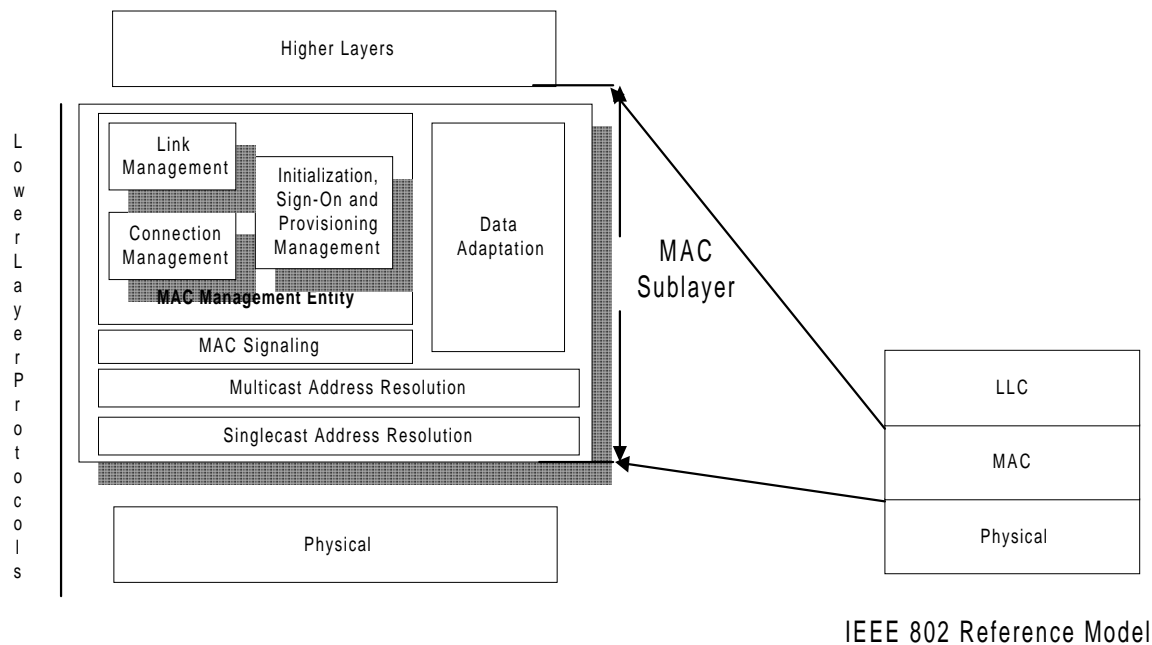 Higher Layers
LowerLayerProtocols
Link
Management
Initialization,
Sign-On and
Provisioning
Management
Connection
Management
MAC Management Entity
Data
Adaptation
MAC
Sublayer
MAC Signaling
Multicast Address Resolution
Singlecast Address Resolution
Physical
LLC
MAC
Physical
IEEE 802 Reference Model